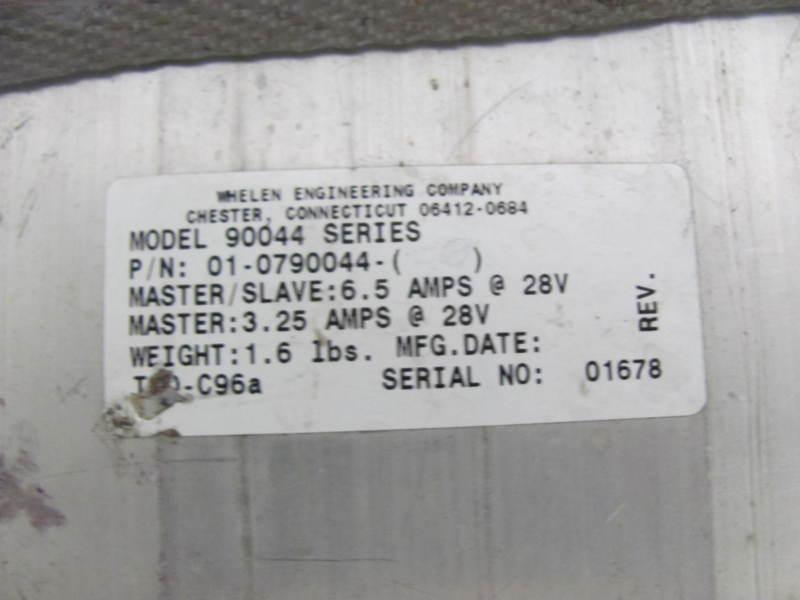 WHELEN ENGINEERING COMPANY
CHESTER, CONNECTICUT 06412-0684
MODEL 90044 SERIES
P/N: 01-0790044-( )
MASTER/SLAVE:6.5 AMPS @ 28V
MASTER:3.25 AMPS @ 28V
WEIGHT:1.6 lbs. MFG.DATE:
-C96a SERIAL NO: 01678
REV.